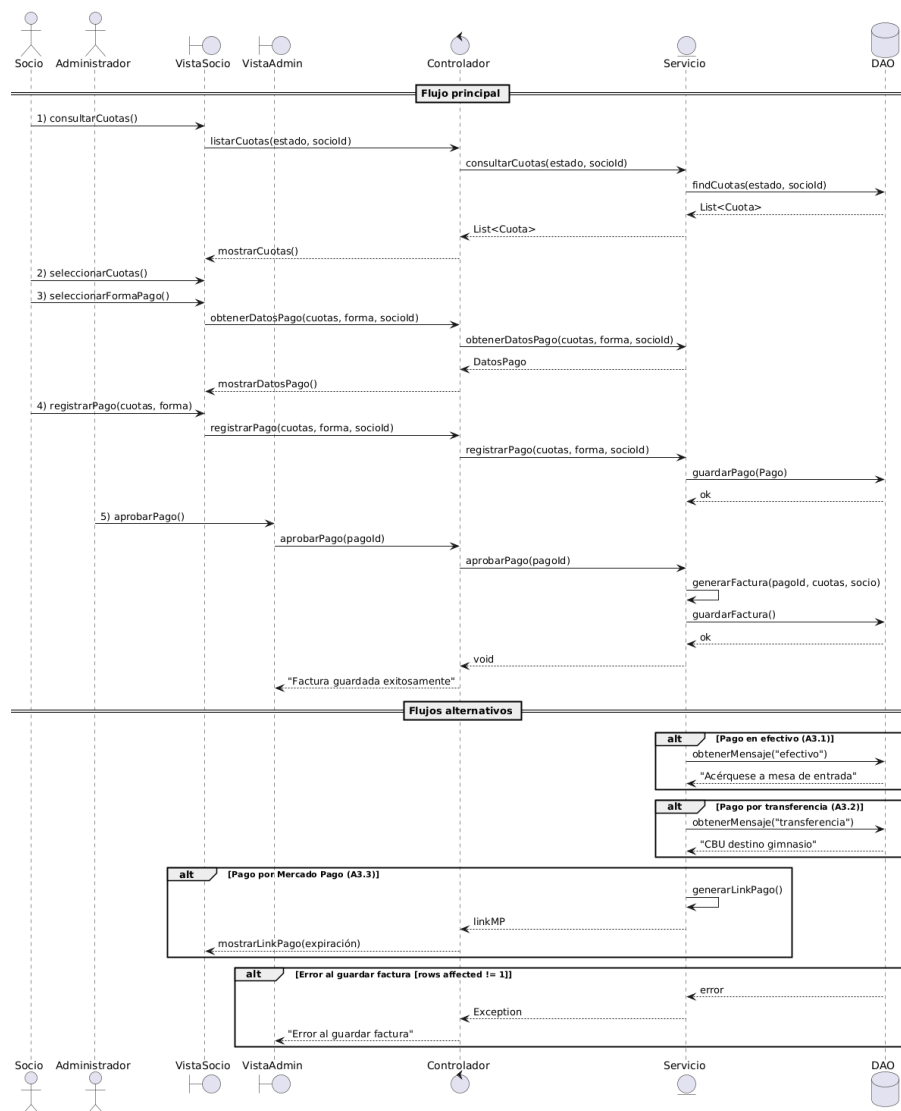 Socio Administrador VistaSocio VistaAdmin Controlador Servicio DAO
Flujo principal
1) consultarCuotas()
listarCuotas(estado, socioId)
consultarCuotas(estado, socioId)
findCuotas(estado, socioId)
List<Cuota>
List<Cuota>
mostrarCuotas()
2) seleccionarCuotas()
3) seleccionarFormaPago()
obtenerDatosPago(cuotas, forma, socioId)
obtenerDatosPago(cuotas, forma, socioId)
DatosPago
mostrarDatosPago()
4) registrarPago(cuotas, forma)
registrarPago(cuotas, forma, socioId)
registrarPago(cuotas, forma, socioId)
guardarPago(Pago)
ok
5) aprobarPago()
aprobarPago(pagoId)
aprobarPago(pagoId)
generarFactura(pagoId, cuotas, socio)
guardarFactura()
ok
void
"Factura guardada exitosamente"
Flujos alternativos
alt [Pago en efectivo (A3.1)]
obtenerMensaje("efectivo")
"Acérquese a mesa de entrada"
alt [Pago por transferencia (A3.2)]
obtenerMensaje("transferencia")
"CBU destino gimnasio"
alt [Pago por Mercado Pago (A3.3)]
generarLinkPago()
linkMP
mostrarLinkPago(expiración)
alt [Error al guardar factura [rows affected != 1]]
error
Exception
"Error al guardar factura"
Socio Administrador VistaSocio VistaAdmin Controlador Servicio DAO